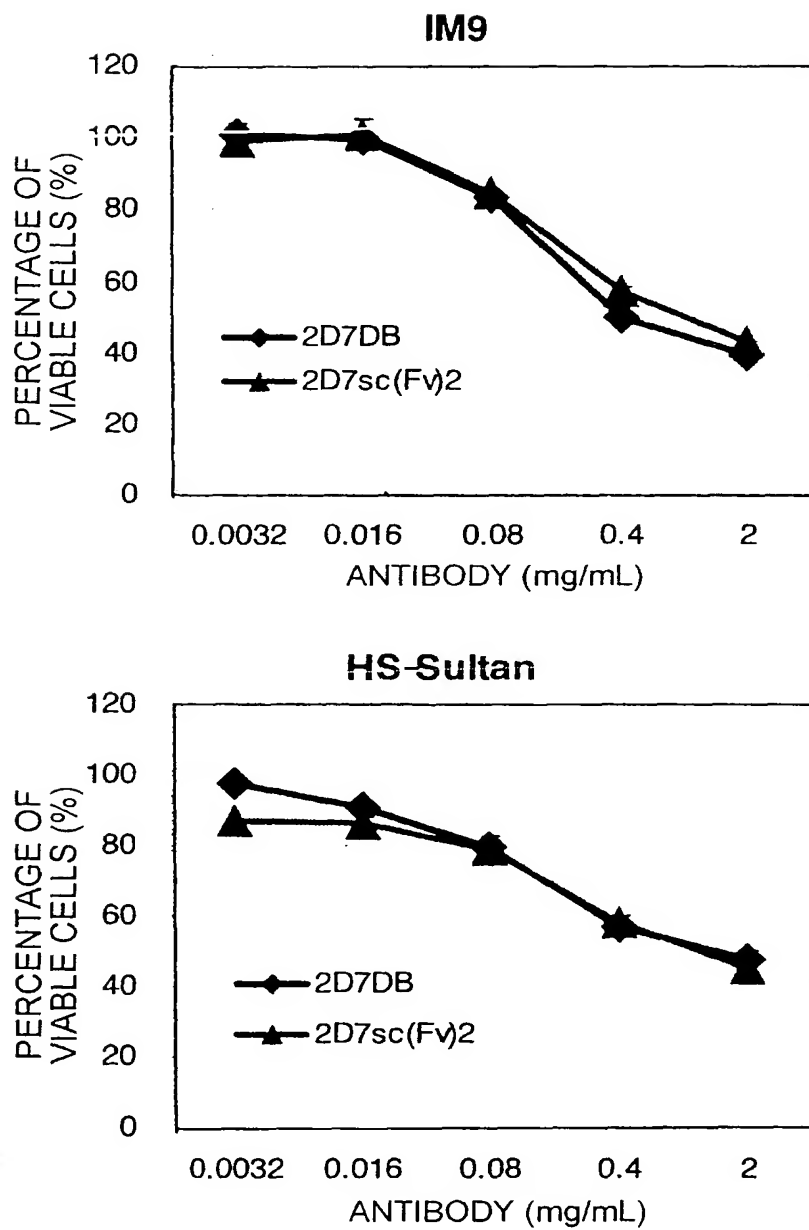 IM9
120
100
80
60
40
20
0
PERCENTAGE OF
VIABLE CELLS (%)
2D7DB
2D7sc(Fv)2
0.0032 0.016 0.08 0.4 2
ANTIBODY (mg/mL)
HS-Sultan
120
100
80
60
40
20
0
PERCENTAGE OF
VIABLE CELLS (%)
2D7DB
2D7sc(Fv)2
0.0032 0.016 0.08 0.4 2
ANTIBODY (mg/mL)